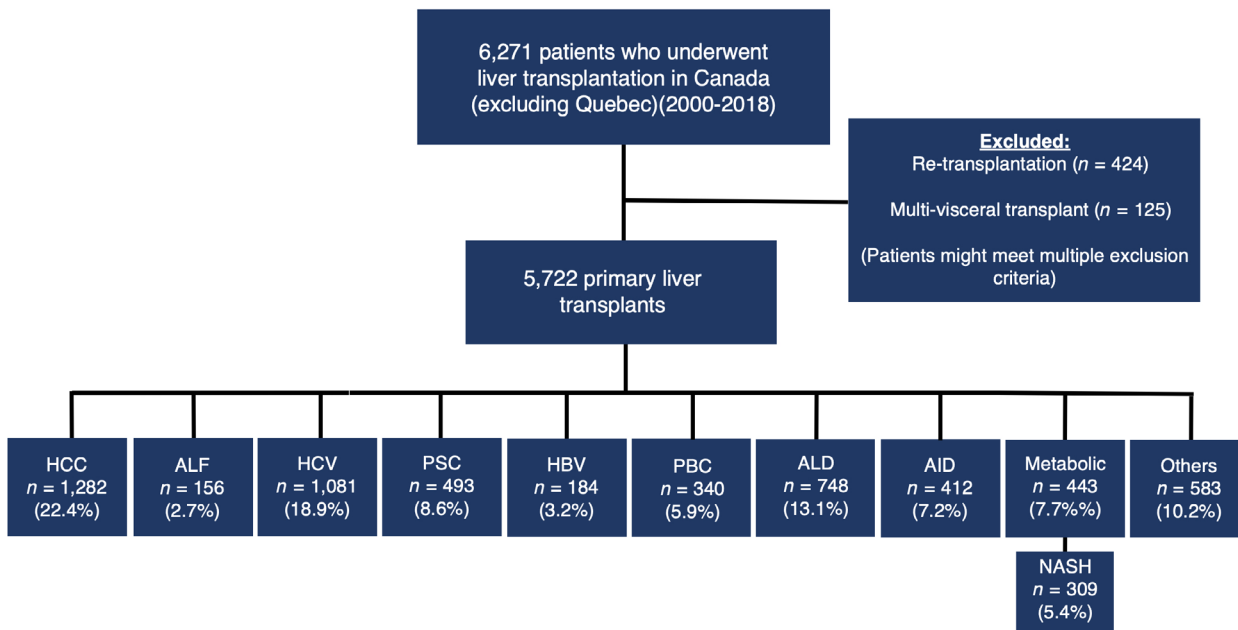 6,271 patients who underwent
liver transplantation in Canada
(excluding Quebec)(2000-2018)
Excluded:
Re-transplantation (n = 424)
Multi-visceral transplant (n = 125)
(Patients might meet multiple exclusion
criteria)
5,722 primary liver
transplants
HCC
n = 1,282
(22.4%)
ALF
n = 156
(2.7%)
HCV
n = 1,081
(18.9%)
PSC
n = 493
(8.6%)
HBV
n = 184
(3.2%)
PBC
n = 340
(5.9%)
ALD
n = 748
(13.1%)
AID
n = 412
(7.2%)
Metabolic
n = 443
(7.7%%)
Others
n = 583
(10.2%)
NASH
n = 309
(5.4%)